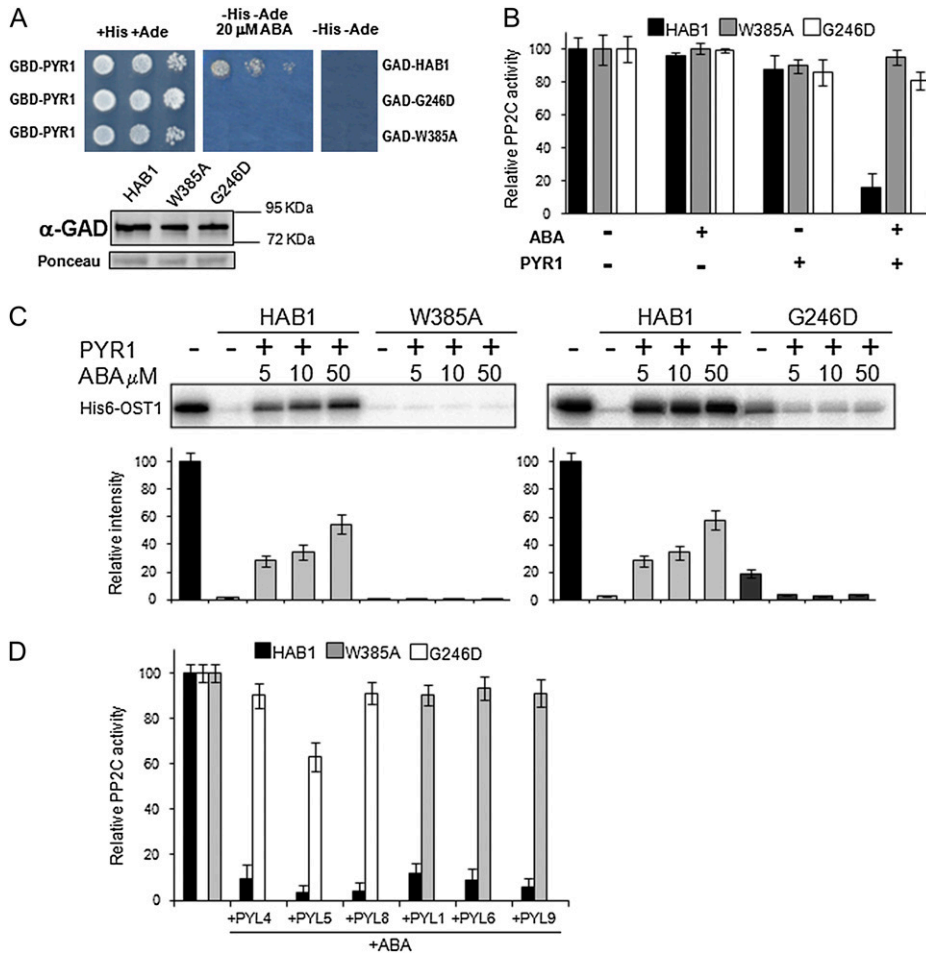 A
+His +Ade
-His -Ade
20 µM ABA
-His -Ade
GBD-PYR1
GAD-HAB1
GBD-PYR1
GAD-G246D
GBD-PYR1
GAD-W385A
HAB1
W385A
G246D
α-GAD
95 KDa
72 KDa
Ponceau
B
HAB1 W385A G246D
Relative PP2C activity
100
80
60
40
20
0
ABA - + - +
PYR1 - - + +
C
HAB1 W385A
PYR1 - - + + + - + + +
ABA µM 5 10 50 5 10 50
His6-OST1
HAB1 G246D
- - + + + - + + +
5 10 50 5 10 50
Relative intensity
100
80
60
40
20
0
100
80
60
40
20
0
D
HAB1 W385A G246D
Relative PP2C activity
100
80
60
40
20
0
+PYL4 +PYL5 +PYL8 +PYL1 +PYL6 +PYL9
+ABA